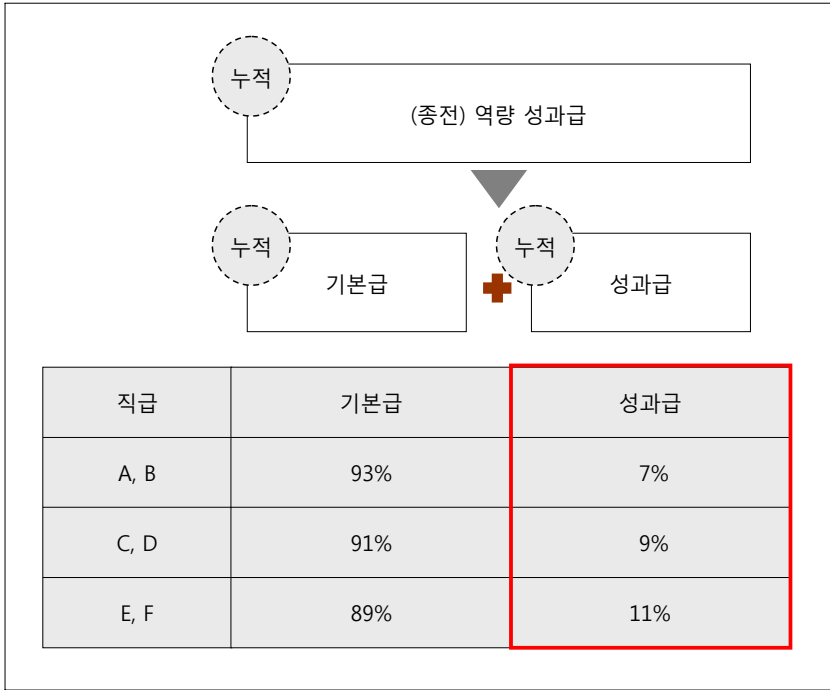 누적
(종전) 역량 성과급
누적
기본급
누적
성과급
직급 기본급 성과급
A, B 93% 7%
C, D 91% 9%
E, F 89% 11%